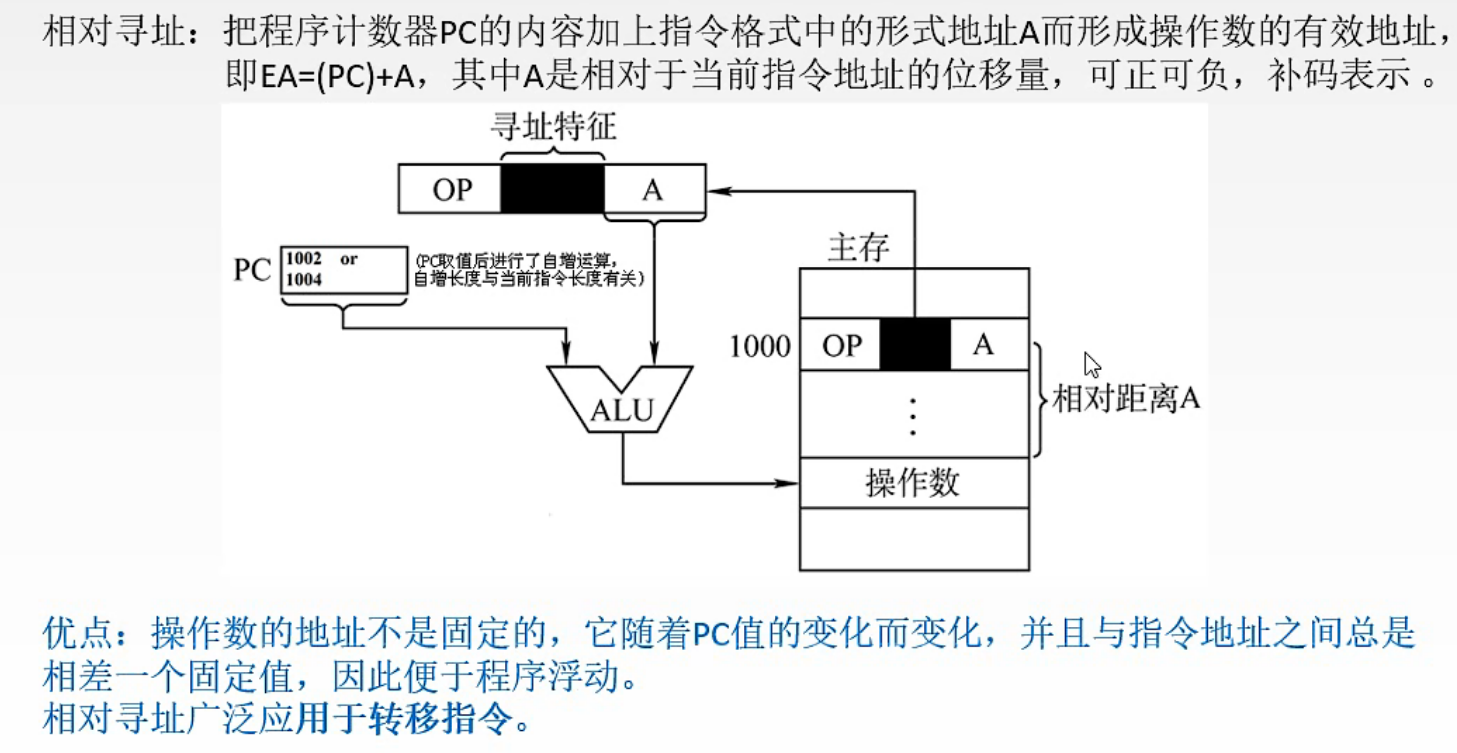 相对寻址：把程序计数器PC的内容加上指令格式中的形式地址A而形成操作数的有效地址，
即EA=(PC)+A，其中A是相对于当前指令地址的位移量，可正可负，补码表示 。
寻址特征
OP A
PC 1002 or
1004
(PC取值后进行了自增运算，
自增长度与当前指令长度有关)
主存
1000 OP A
ALU
相对距离A
操作数
优点：操作数的地址不是固定的，它随着PC值的变化而变化，并且与指令地址之间总是
相差一个固定值，因此便于程序浮动。
相对寻址广泛应用于转移指令。